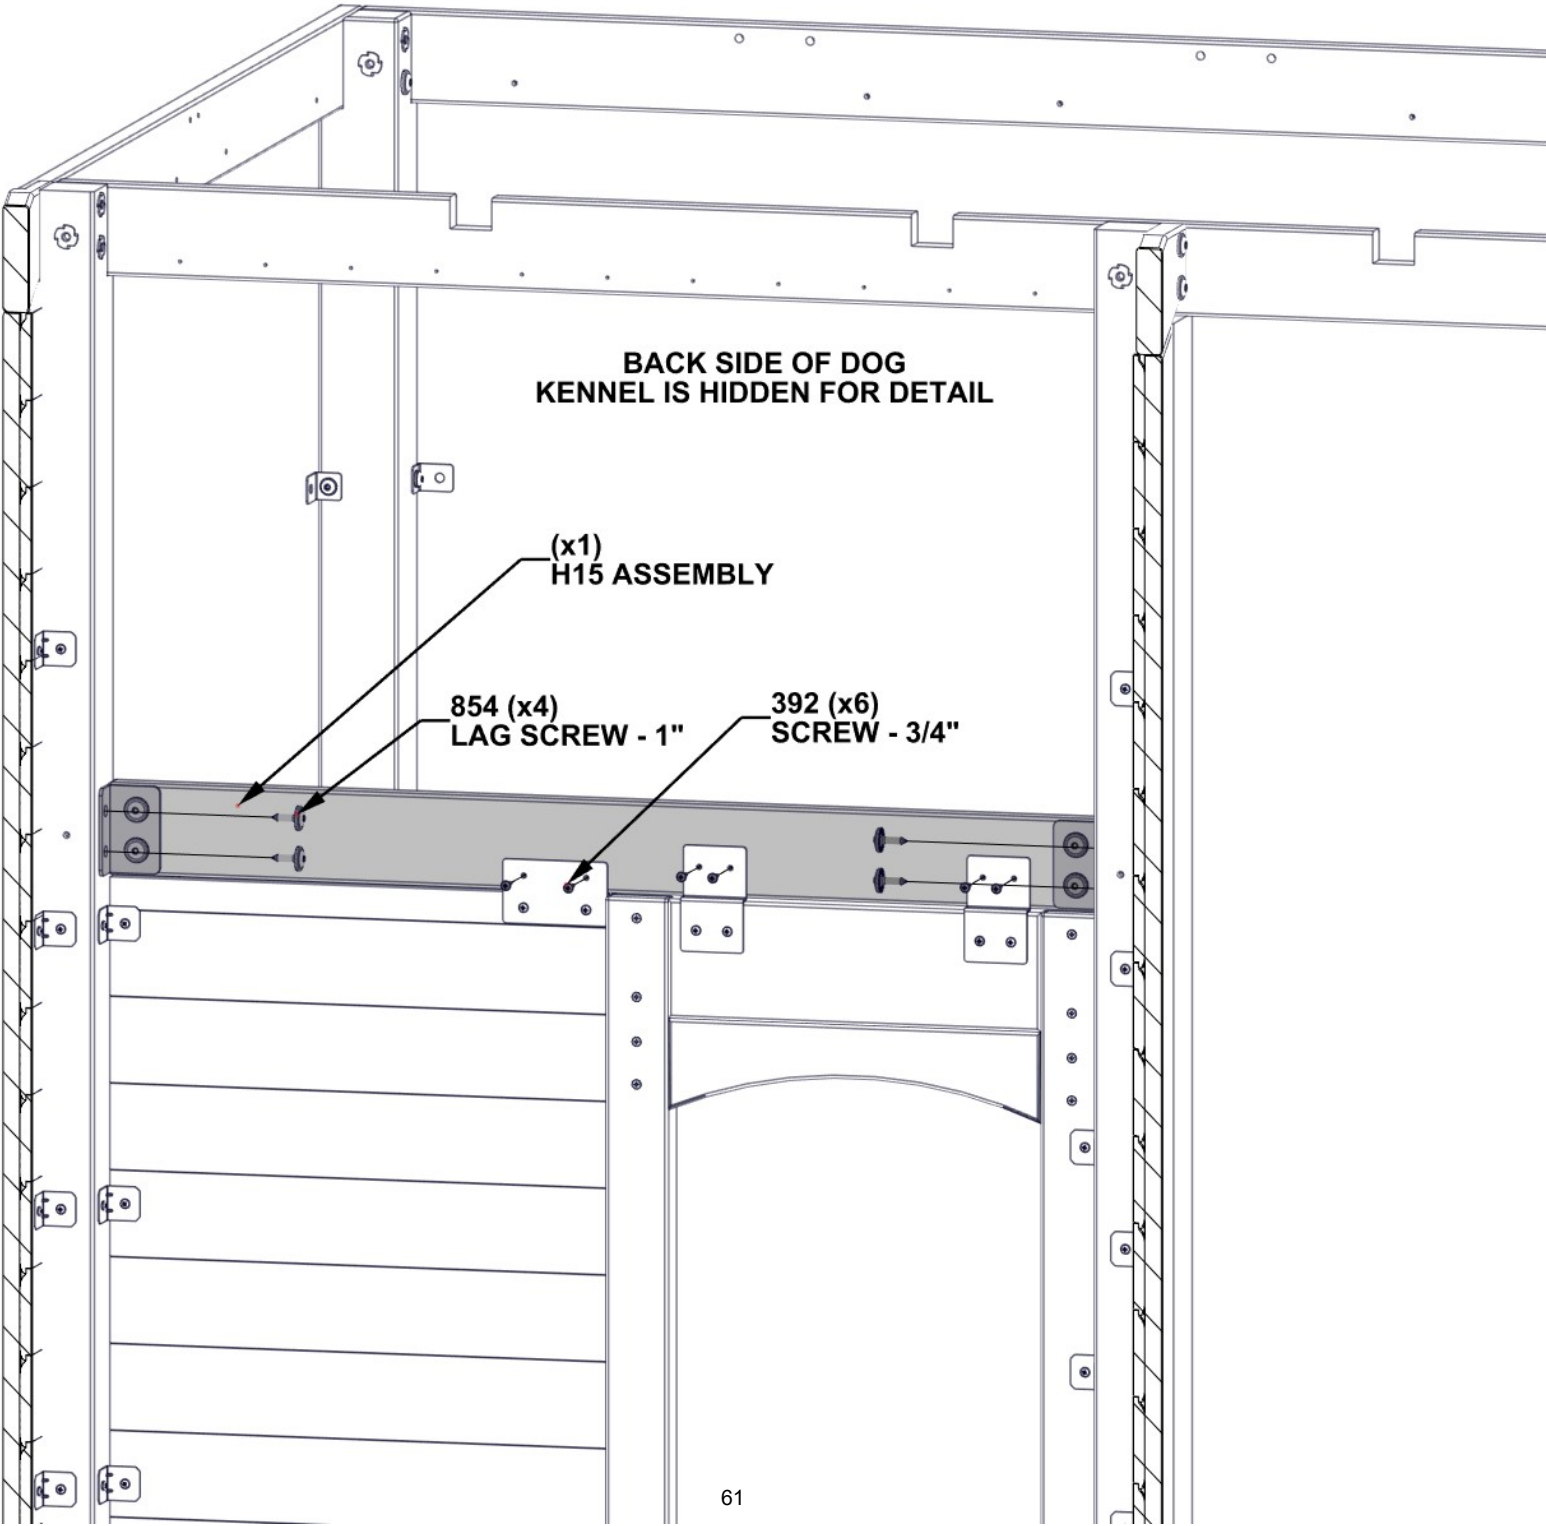 BACK SIDE OF DOG
KENNEL IS HIDDEN FOR DETAIL
(x1)
H15 ASSEMBLY
854 (x4)
LAG SCREW - 1"
392 (x6)
SCREW - 3/4"
61